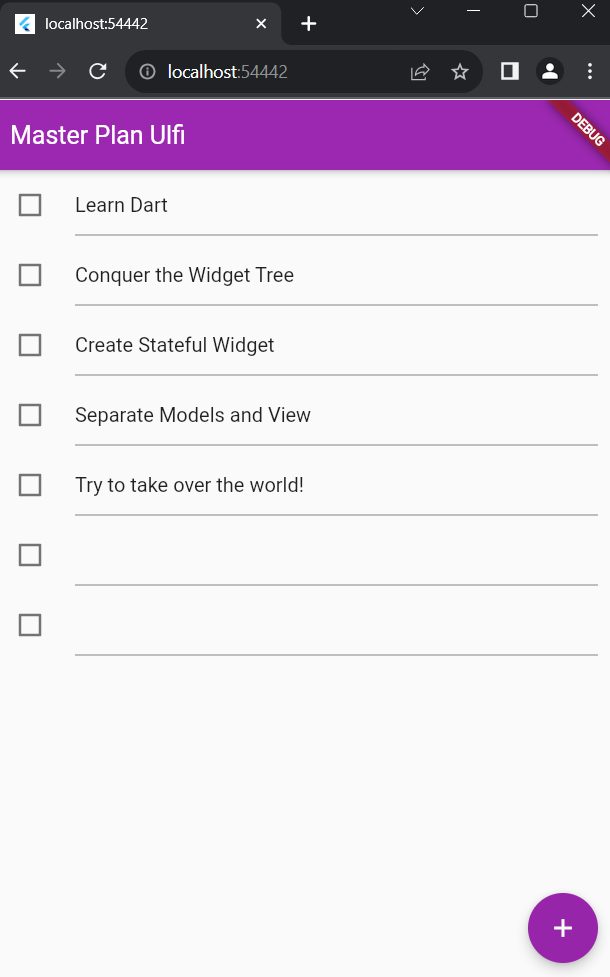 localhost:54442
localhost:54442
Master Plan Ulfi
DEBUG
Learn Dart
Conquer the Widget Tree
Create Stateful Widget
Separate Models and View
Try to take over the world!